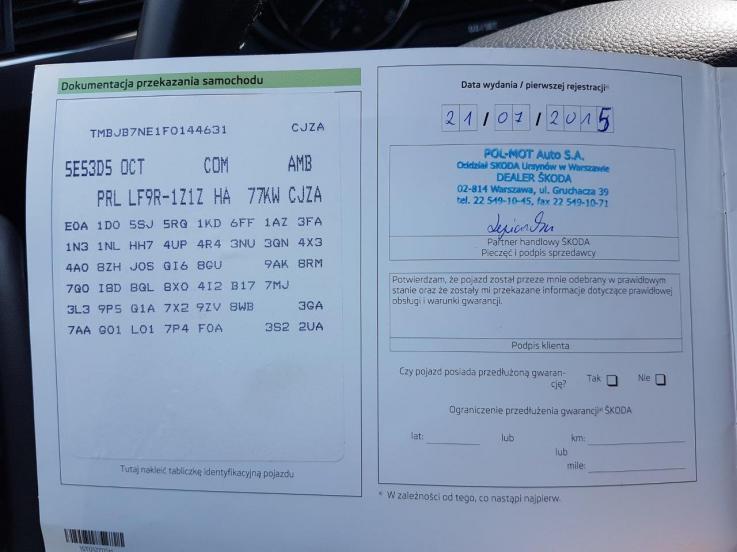 Dokumentacja przekazania samochodu
TMBJB7NE1F0144631 CJZA
5E53D5 OCT COM AMB
PRL LF9R-1Z1Z HA 77KW CJZA
E0A 1D0 5SJ 5RQ 1KD 6FF 1AZ 3FA
1N3 1NL HH7 4UP 4R4 3NU 3QN 4X3
4A0 8ZH J0S QI6 8GU 9AK 8RM
7G0 I8D 8QL 8X0 4I2 B17 7MJ
3L3 9P5 Q1A 7X2 9ZV 8WB 3GA
7AA G01 L01 7P4 F0A 3S2 2UA
Tutaj nakleić tabliczkę identyfikacyjną pojazdu
Data wydania / pierwszej rejestracji*
21/07/2015
POL-MOT Auto S.A.
Oddział SKODA Ursynów w Warszawie
DEALER ŠKODA
02-814 Warszawa, ul. Gruchacza 39
tel. 22 549-10-45, fax 22 549-10-71
Partner handlowy ŠKODA
Pieczęć i podpis sprzedawcy
Potwierdzam, że pojazd został przeze mnie odebrany w prawidłowym
stanie oraz że zostały mi przekazane informacje dotyczące prawidłowej
obsługi i warunki gwarancji.
Podpis klienta
Czy pojazd posiada przedłużoną gwaran-
cję? Tak Nie
Ograniczenie przedłużenia gwarancji* ŠKODA
lat: lub km:
lub
mile:
* W zależności od tego, co nastąpi najpierw.